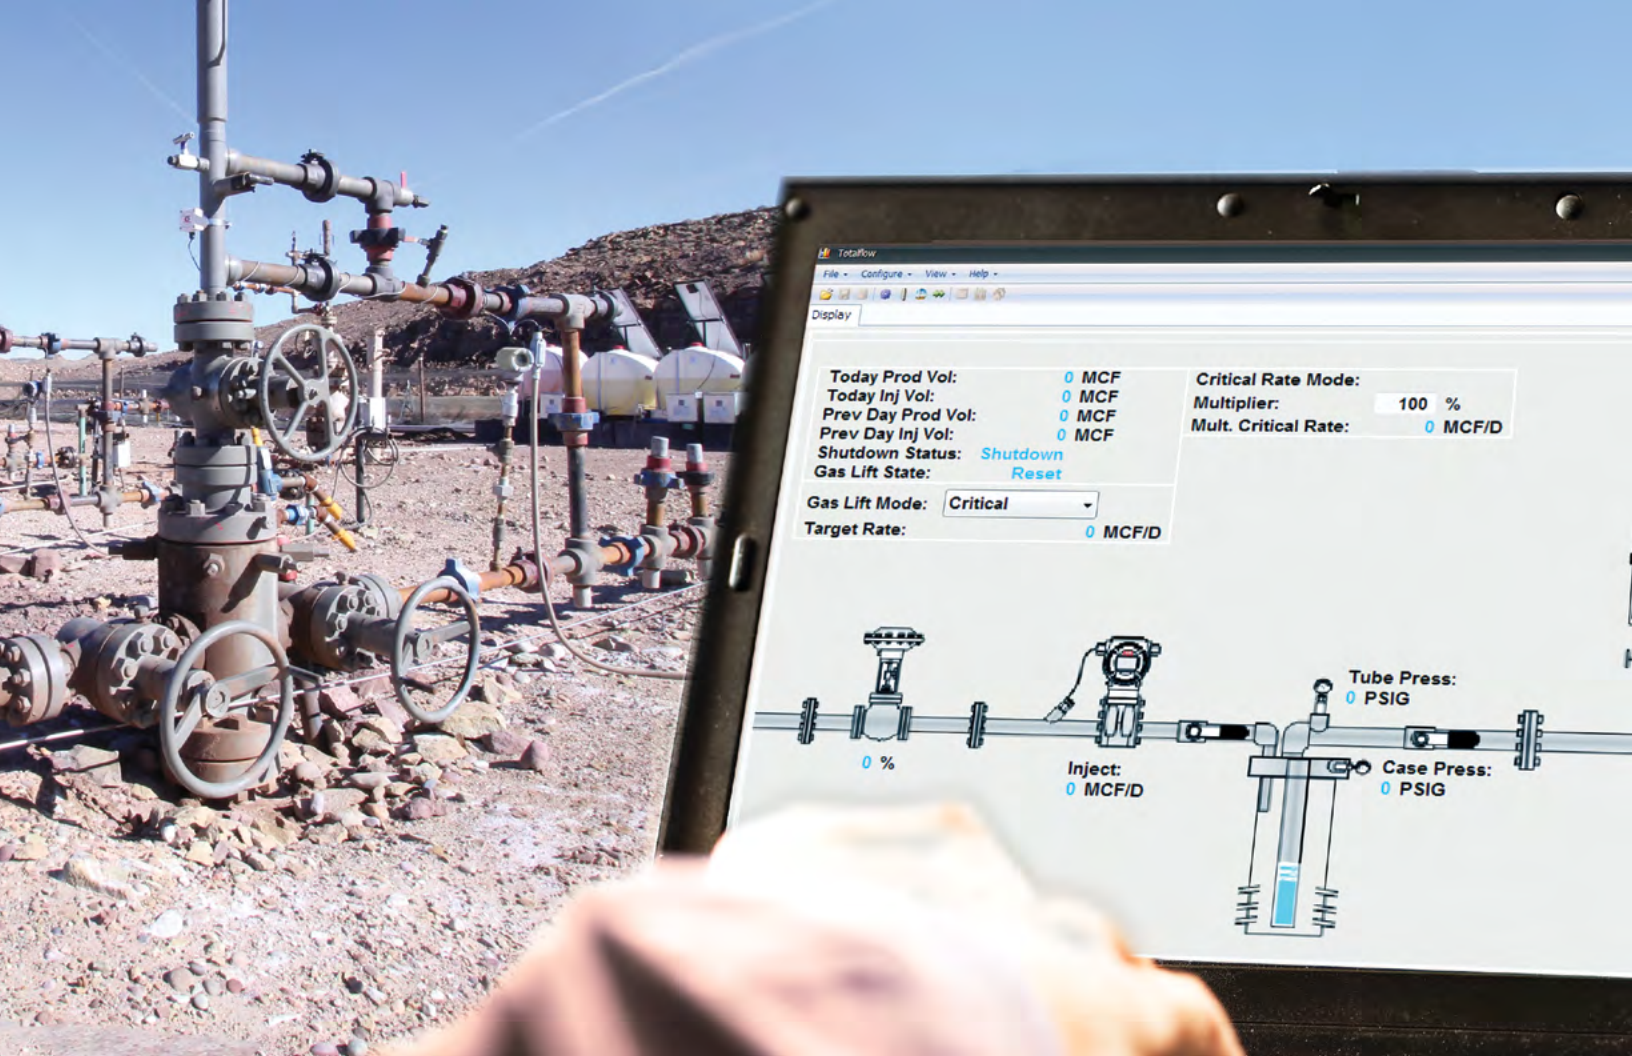 Totalflow
File Configure View Help
Display
Today Prod Vol: 0 MCF
Today Inj Vol: 0 MCF
Prev Day Prod Vol: 0 MCF
Prev Day Inj Vol: 0 MCF
Shutdown Status: Shutdown
Gas Lift State: Reset
Gas Lift Mode: Critical
Target Rate: 0 MCF/D
Critical Rate Mode:
Multiplier: 100 %
Mult. Critical Rate: 0 MCF/D
0 %
Inject:
0 MCF/D
Tube Press:
0 PSIG
Case Press:
0 PSIG